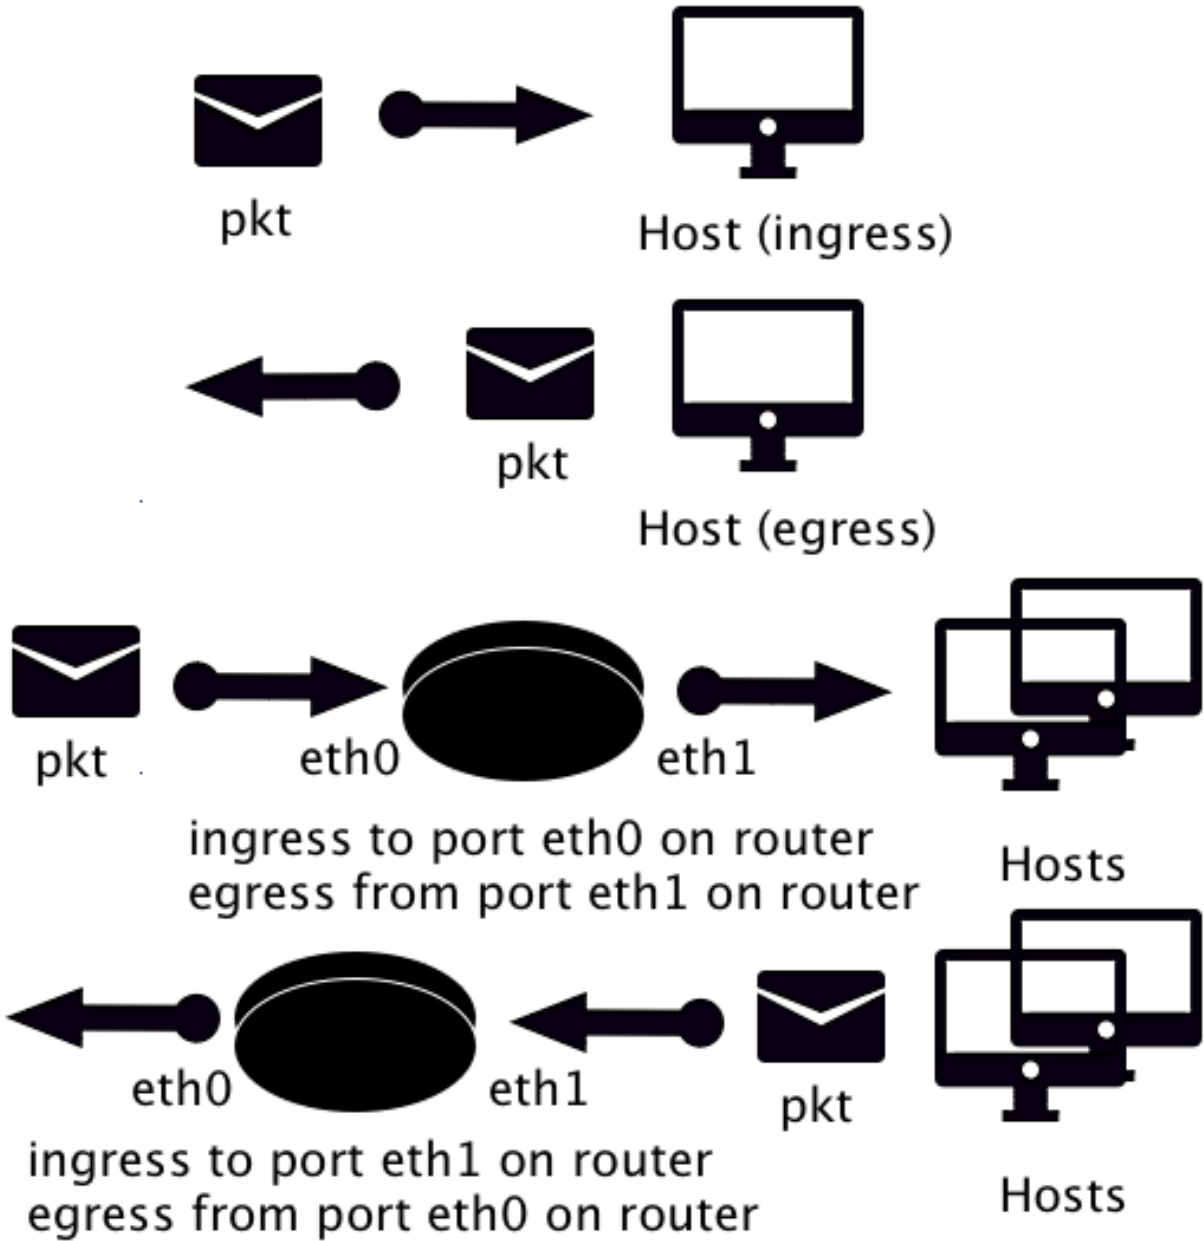 pkt
Host (ingress)
pkt
Host (egress)
pkt
eth0
eth1
ingress to port eth0 on router
egress from port eth1 on router
Hosts
eth0
eth1
pkt
ingress to port eth1 on router
egress from port eth0 on router
Hosts